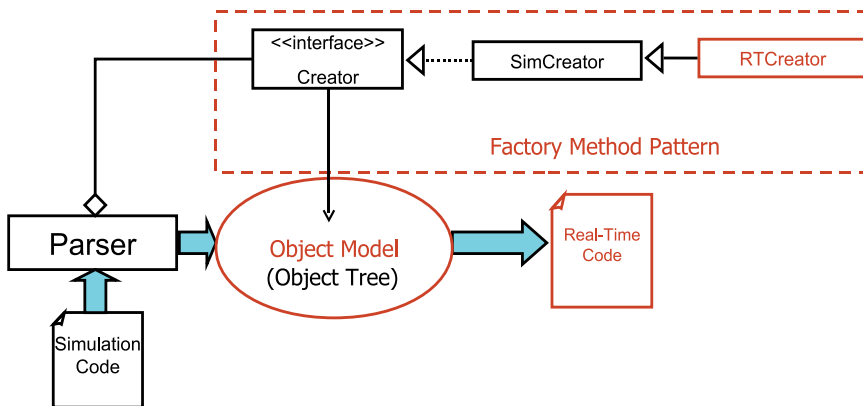 <<interface>>
Creator
SimCreator
RTCreator
Factory Method Pattern
Parser
Object Model
(Object Tree)
Real-Time
Code
Simulation
Code